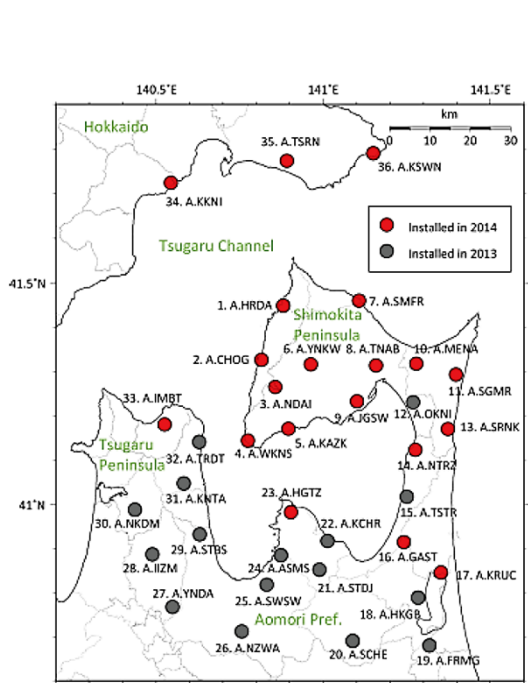 140.5°E 141°E 141.5°E
km
0 10 20 30
Hokkaido
35. A.TSRN
36. A.KSWN
34. A.KKNI
Installed in 2014
Installed in 2013
Tsugaru Channel
41.5°N
1. A.HRDA
7. A.SMFR
Shimokita
Peninsula
6. A.YNKW 8. A.TNAB 10. A.MENA
2. A.CHOG
11. A.SGMR
3. A.NDAI
33. A.IMBT
9. A.JGSW
12. A.OKNI
13. A.SRNK
Tsugaru
Peninsula
32. A.TRDT
4. A.WKNS
5. A.KAZK
14. A.NTRZ
31. A.KNTA
23. A.HGTZ
41°N
15. A.TSTR
30. A.NKDM
22. A.KCHR
29. A.STBS
16. A.GAST
28. A.IIZM
24. A.ASMS
17. A.KRUC
21. A.STDJ
27. A.YNDA
25. A.SWSW
18. A.HKGB
Aomori Pref.
26. A.NZWA
20. A.SCHE
19. A.FRMG